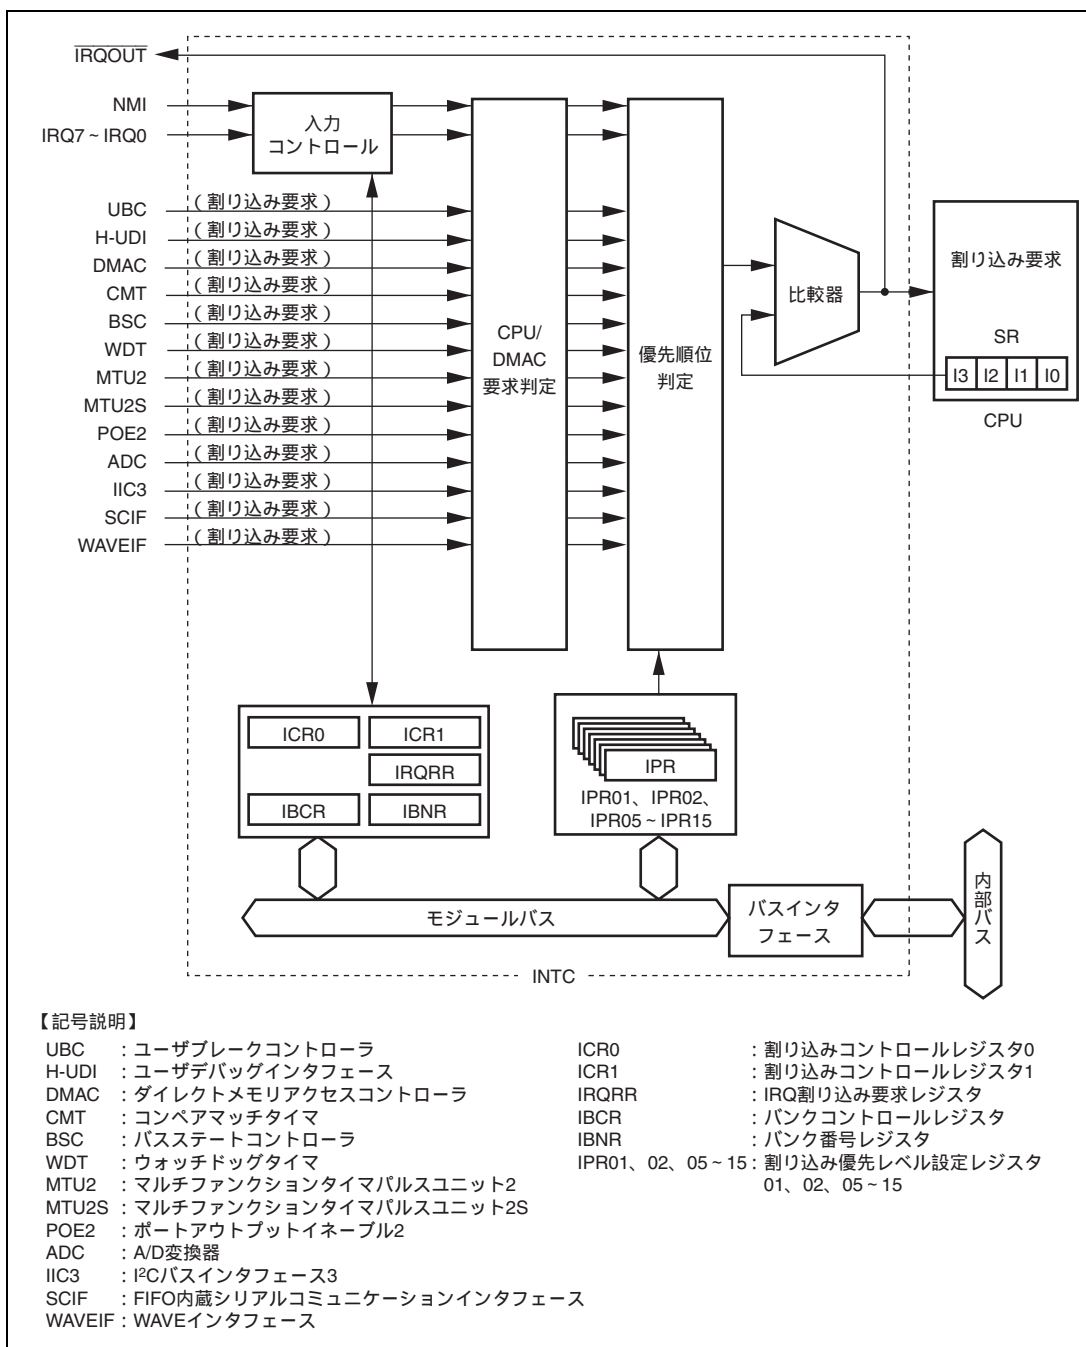 IRQOUT
NMI
IRQ7～IRQ0
入力
コントロール
UBC （割り込み要求）
H-UDI （割り込み要求）
DMAC （割り込み要求）
CMT （割り込み要求）
BSC （割り込み要求）
WDT （割り込み要求）
MTU2 （割り込み要求）
MTU2S （割り込み要求）
POE2 （割り込み要求）
ADC （割り込み要求）
IIC3 （割り込み要求）
SCIF （割り込み要求）
WAVEIF （割り込み要求）
CPU/
DMAC
要求判定
優先順位
判定
比較器
割り込み要求
SR
I3 I2 I1 I0
CPU
ICR0 ICR1
IRQRR
IBCR IBNR
IPR
IPR01、IPR02、
IPR05～IPR15
モジュールバス
バスインタ
フェース
内部バス
INTC
【記号説明】
UBC ：ユーザブレークコントローラ
H-UDI ：ユーザデバッグインタフェース
DMAC ：ダイレクトメモリアクセスコントローラ
CMT ：コンペアマッチタイマ
BSC ：バスステートコントローラ
WDT ：ウォッチドッグタイマ
MTU2 ：マルチファンクションタイマパルスユニット2
MTU2S ：マルチファンクションタイマパルスユニット2S
POE2 ：ポートアウトプットイネーブル2
ADC ：A/D変換器
IIC3 ：I²Cバスインタフェース3
SCIF ：FIFO内蔵シリアルコミュニケーションインタフェース
WAVEIF：WAVEインタフェース
ICR0 ：割り込みコントロールレジスタ0
ICR1 ：割り込みコントロールレジスタ1
IRQRR ：IRQ割り込み要求レジスタ
IBCR ：バンクコントロールレジスタ
IBNR ：バンク番号レジスタ
IPR01、02、05～15：割り込み優先レベル設定レジスタ
01、02、05～15